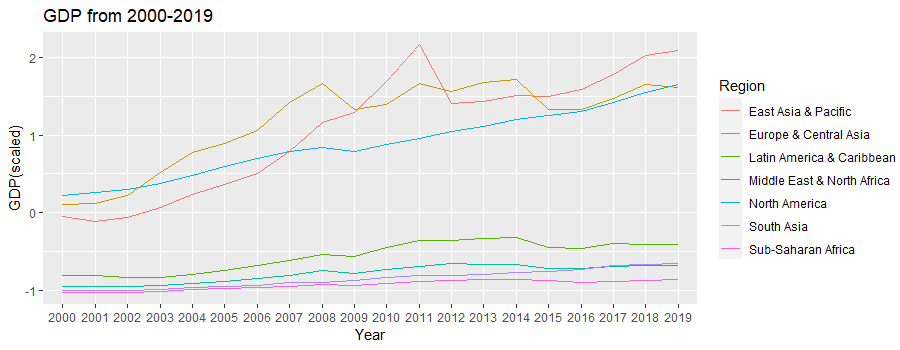 GDP from 2000-2019
GDP(scaled)
2
1
0
-1
2000 2001 2002 2003 2004 2005 2006 2007 2008 2009 2010 2011 2012 2013 2014 2015 2016 2017 2018 2019
Year
Region
East Asia & Pacific
Europe & Central Asia
Latin America & Caribbean
Middle East & North Africa
North America
South Asia
Sub-Saharan Africa